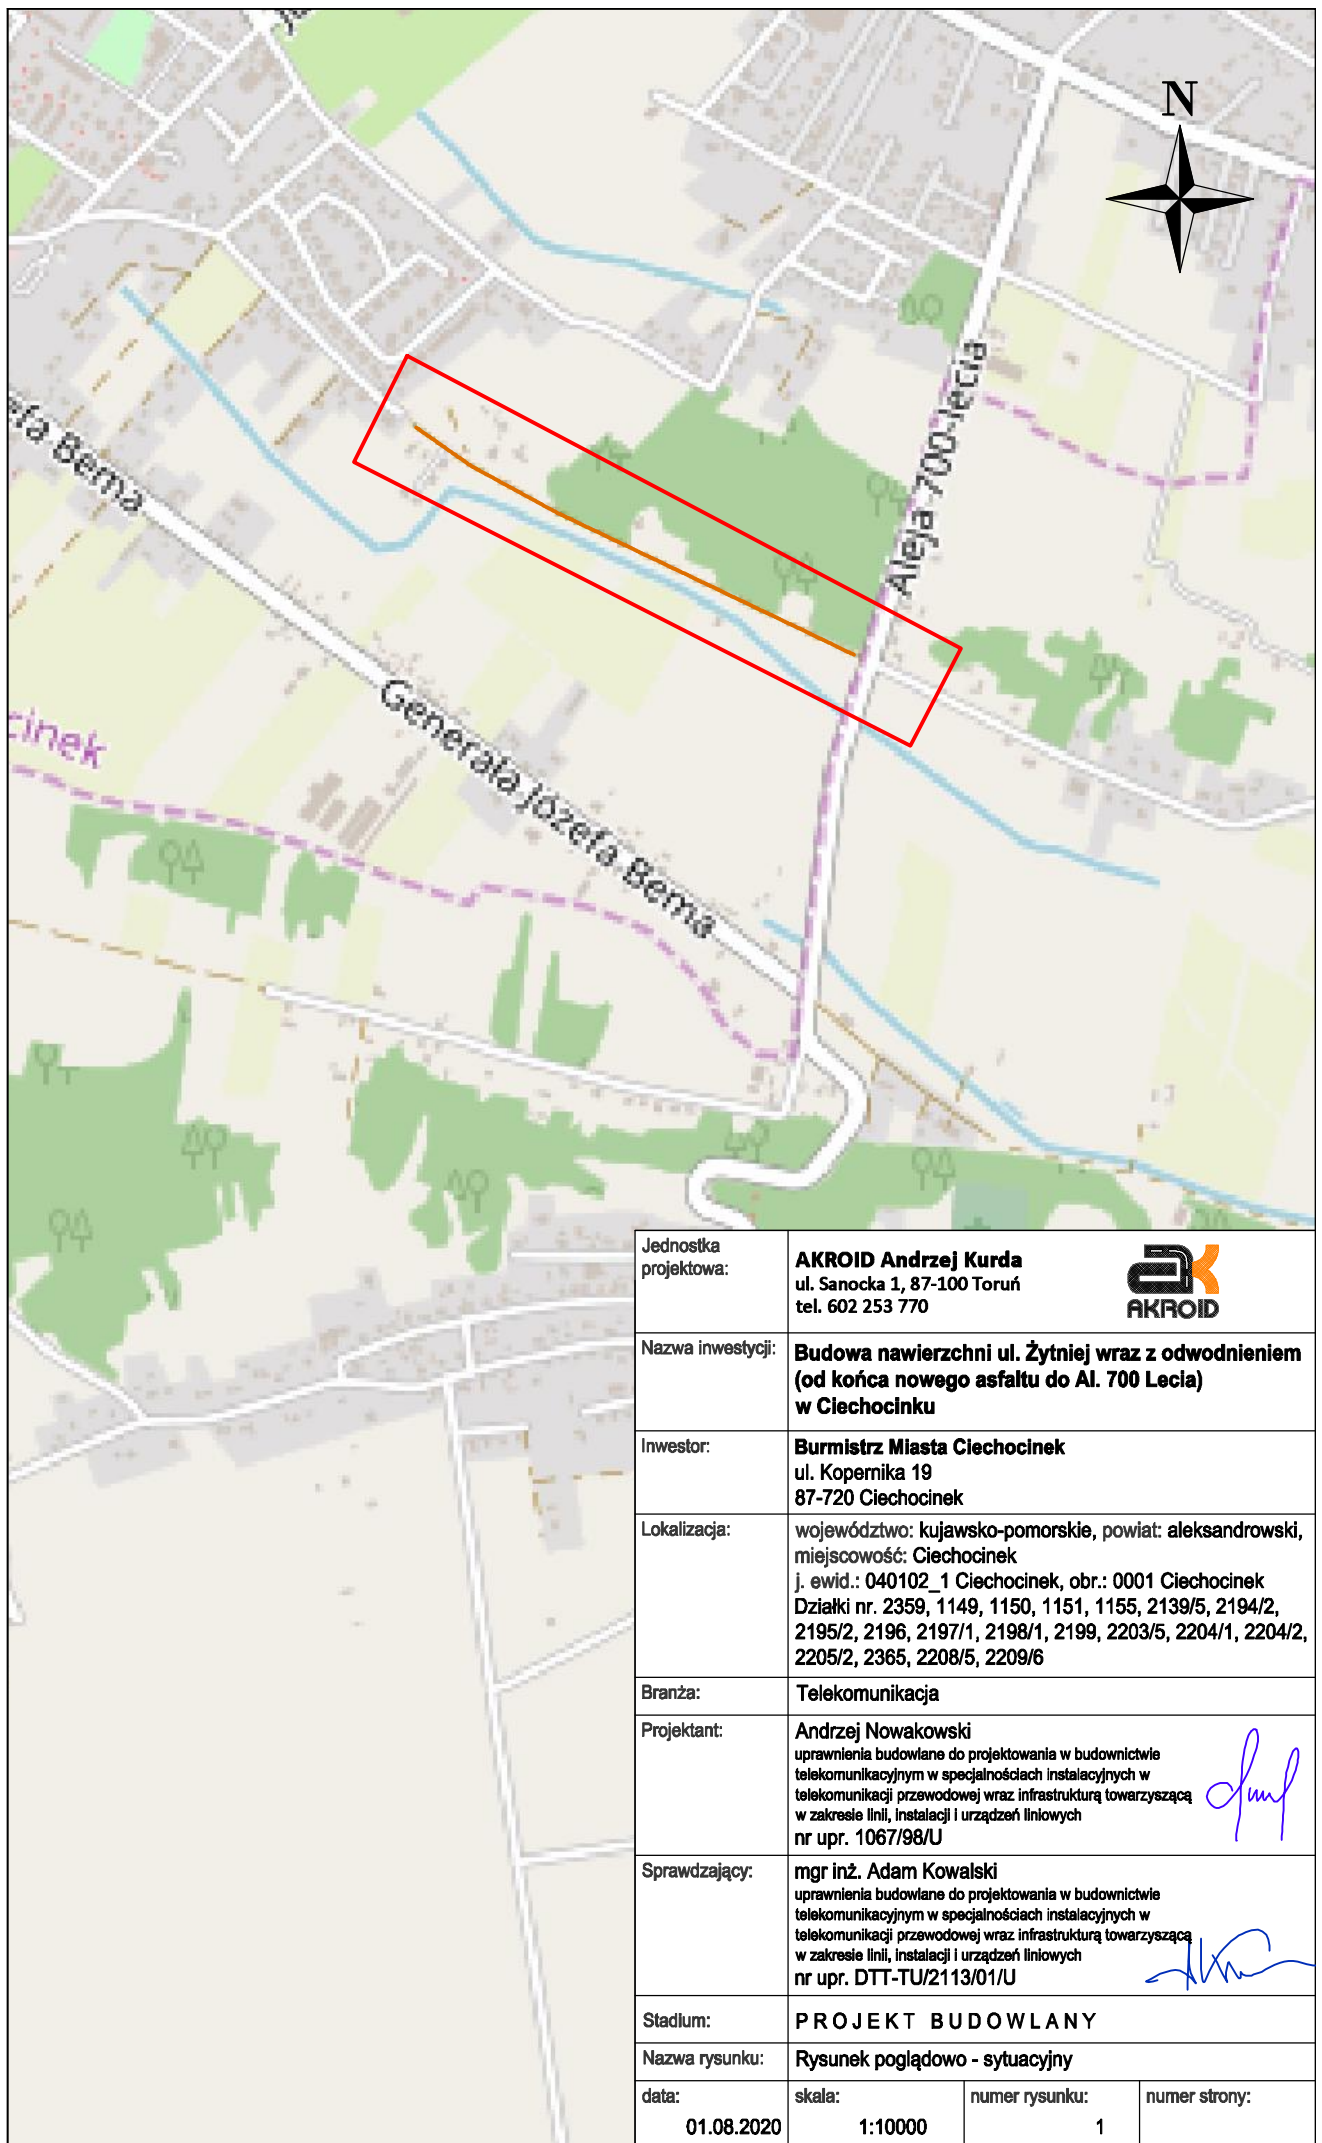 N
efa Bema
Aleja 700-lecia
Generała Józefa Bema
cinek
Jednostka
projektowa:
AKROID Andrzej Kurda
ul. Sanocka 1, 87-100 Toruń
tel. 602 253 770
AKROID
Nazwa inwestycji:
Budowa nawierzchni ul. Żytniej wraz z odwodnieniem
(od końca nowego asfaltu do Al. 700 Lecia)
w Ciechocinku
Inwestor:
Burmistrz Miasta Ciechocinek
ul. Kopernika 19
87-720 Ciechocinek
Lokalizacja:
województwo: kujawsko-pomorskie, powiat: aleksandrowski,
miejscowość: Ciechocinek
j. ewid.: 040102_1 Ciechocinek, obr.: 0001 Ciechocinek
Działki nr. 2359, 1149, 1150, 1151, 1155, 2139/5, 2194/2,
2195/2, 2196, 2197/1, 2198/1, 2199, 2203/5, 2204/1, 2204/2,
2205/2, 2365, 2208/5, 2209/6
Branża:
Telekomunikacja
Projektant:
Andrzej Nowakowski
uprawnienia budowlane do projektowania w budownictwie
telekomunikacyjnym w specjalnościach instalacyjnych w
telekomunikacji przewodowej wraz infrastrukturą towarzyszącą
w zakresie linii, instalacji i urządzeń liniowych
nr upr. 1067/98/U
Sprawdzający:
mgr inż. Adam Kowalski
uprawnienia budowlane do projektowania w budownictwie
telekomunikacyjnym w specjalnościach instalacyjnych w
telekomunikacji przewodowej wraz infrastrukturą towarzyszącą
w zakresie linii, instalacji i urządzeń liniowych
nr upr. DTT-TU/2113/01/U
Stadium:
PROJEKT BUDOWLANY
Nazwa rysunku:
Rysunek poglądowo - sytuacyjny
data:
01.08.2020
skala:
1:10000
numer rysunku:
1
numer strony: